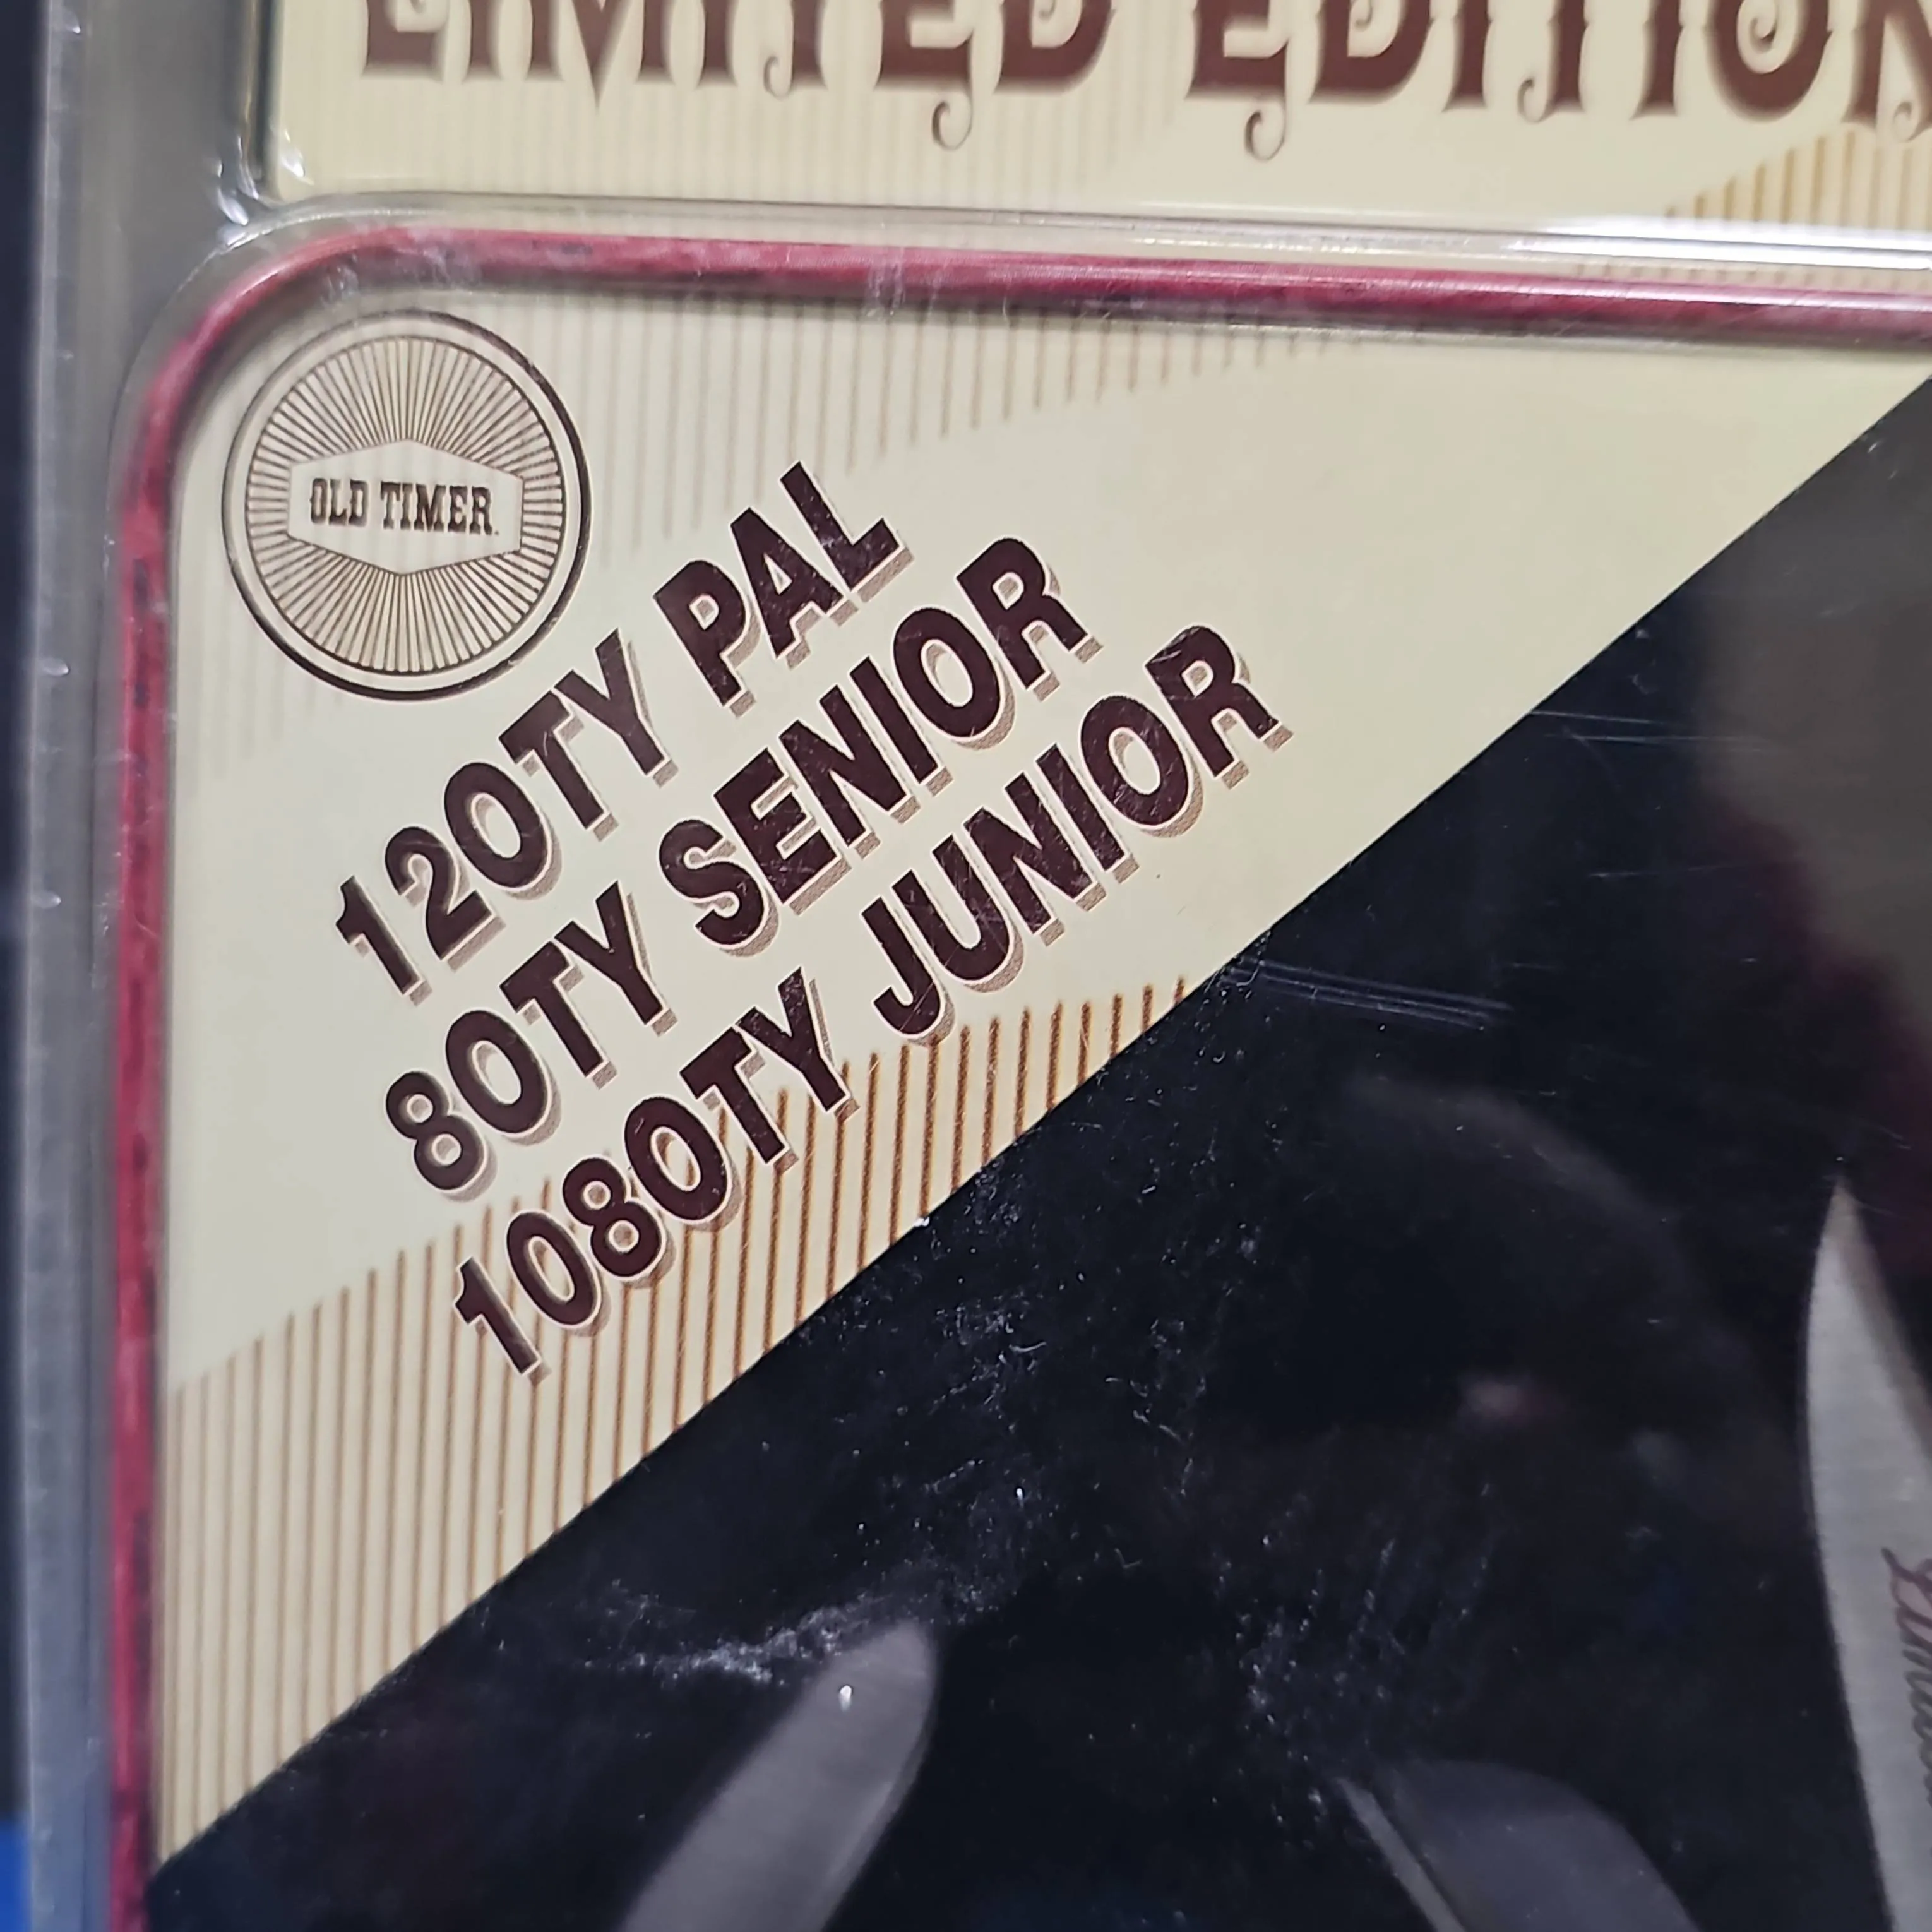 LIMITED EDITION
OLD TIMER
120TY PAL
80TY SENIOR
1080TY JUNIOR